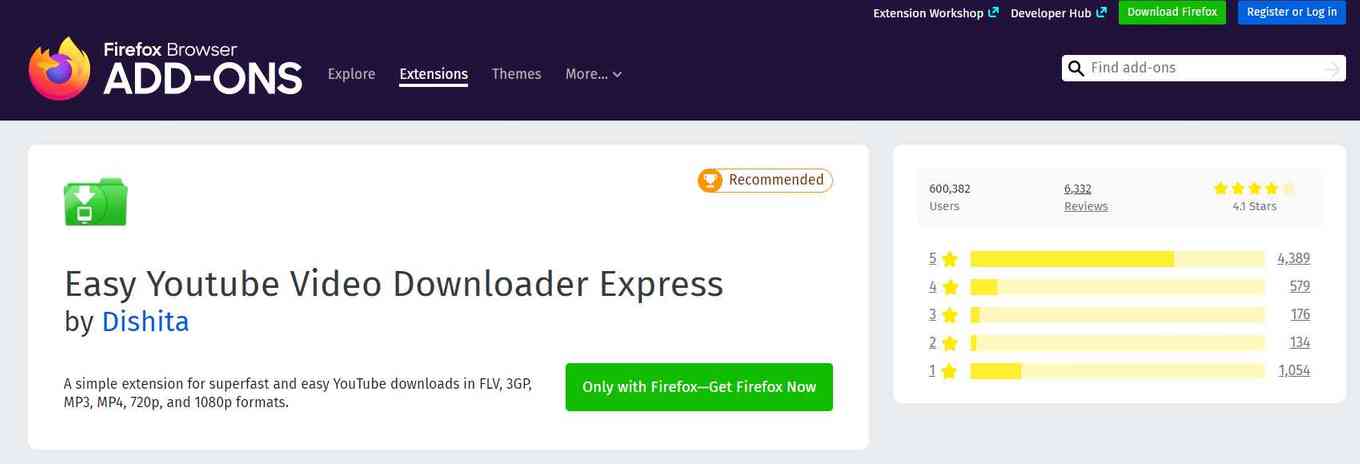 Extension Workshop Developer Hub Download Firefox Register or Log in
Firefox Browser
ADD-ONS
Explore Extensions Themes More... Find add-ons
Recommended
Easy Youtube Video Downloader Express
by Dishita
A simple extension for superfast and easy YouTube downloads in FLV, 3GP,
MP3, MP4, 720p, and 1080p formats.
Only with Firefox—Get Firefox Now
600,382 6,332
Users Reviews 4.1 Stars
5 4,389
4 579
3 176
2 134
1 1,054